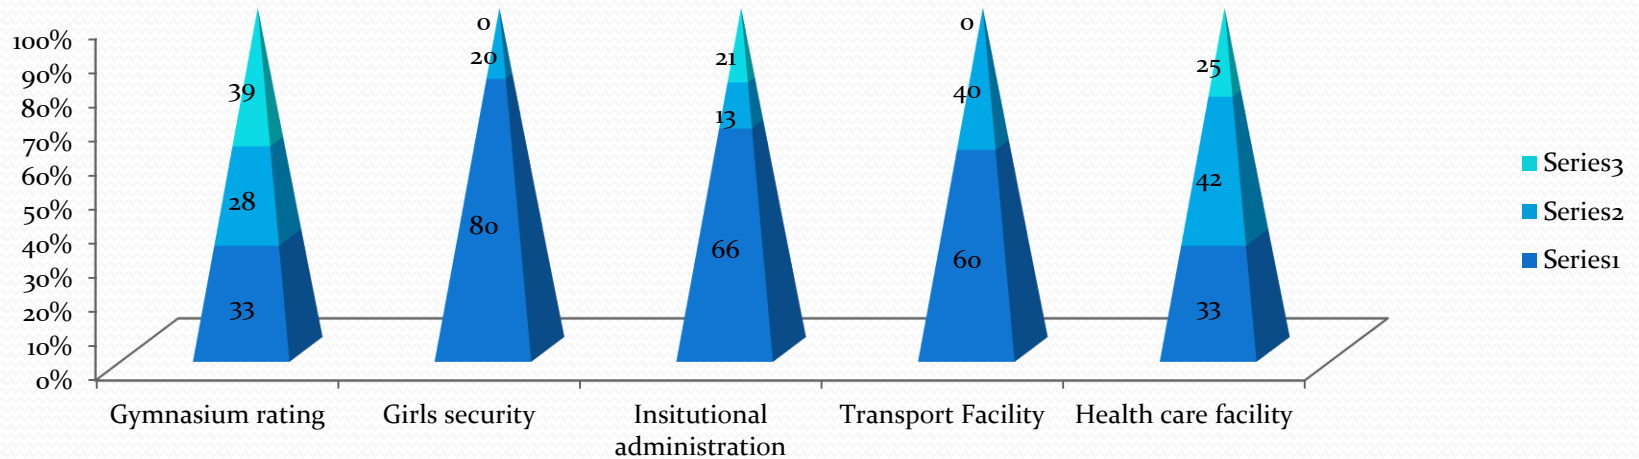 100%
90%
80%
70%
60%
50%
40%
30%
20%
10%
0%
39
28
33
0
20
80
21
13
66
0
40
60
25
42
33
Gymnasium rating
Girls security
Insitutional
administration
Transport Facility
Health care facility
Series3
Series2
Series1